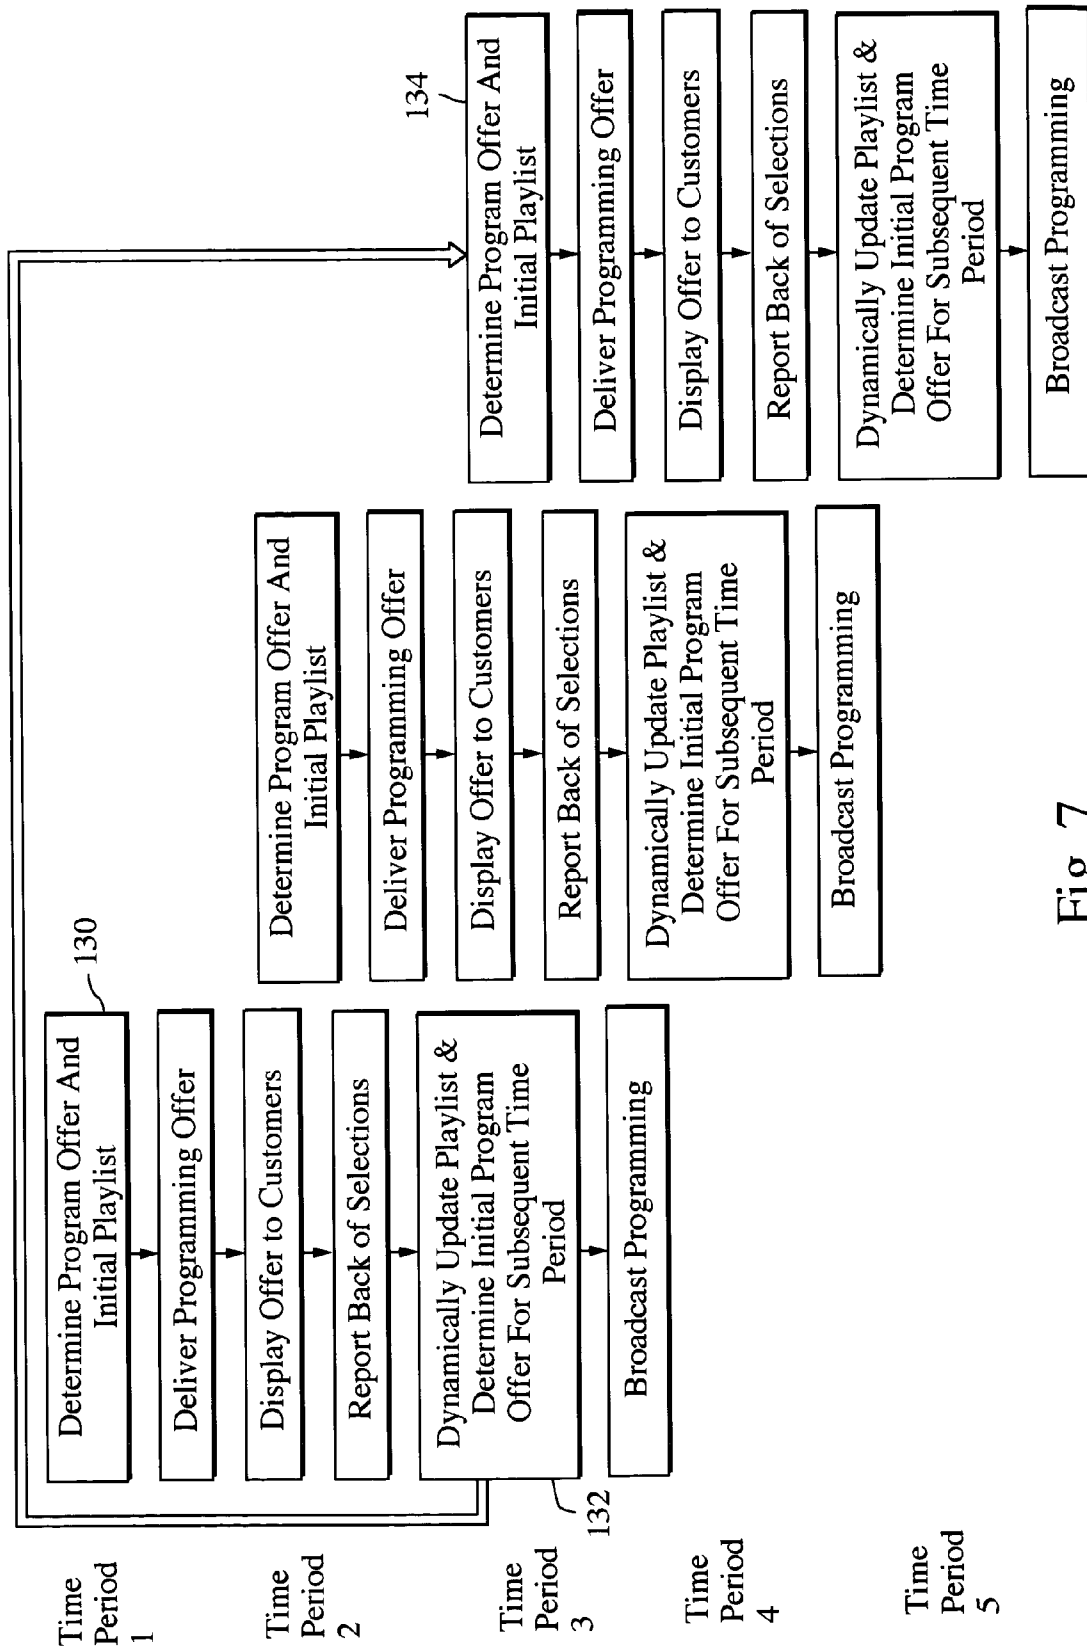 Time
Period
1
Time
Period
2
Time
Period
3
Time
Period
4
Time
Period
5
Determine Program Offer And
Initial Playlist
130
Deliver Programming Offer
Display Offer to Customers
Report Back of Selections
Dynamically Update Playlist &
Determine Initial Program
Offer For Subsequent Time
Period
132
Broadcast Programming
Determine Program Offer And
Initial Playlist
Deliver Programming Offer
Display Offer to Customers
Report Back of Selections
Dynamically Update Playlist &
Determine Initial Program
Offer For Subsequent Time
Period
Broadcast Programming
134
Determine Program Offer And
Initial Playlist
Deliver Programming Offer
Display Offer to Customers
Report Back of Selections
Dynamically Update Playlist &
Determine Initial Program
Offer For Subsequent Time
Period
Broadcast Programming
Fig. 7